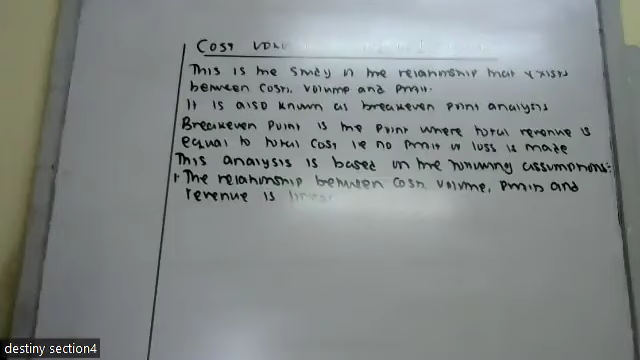 Cost
This is the study of the relationship that exists
between cost, volume and profit.
It is also known as breakeven point analysis
Breakeven point is the point where total revenue is
equal to total cost i.e no profit or loss is made
This analysis is based on the following assumptions:
1. The relationship between cost, volume, profit and
revenue is linear
destiny section4